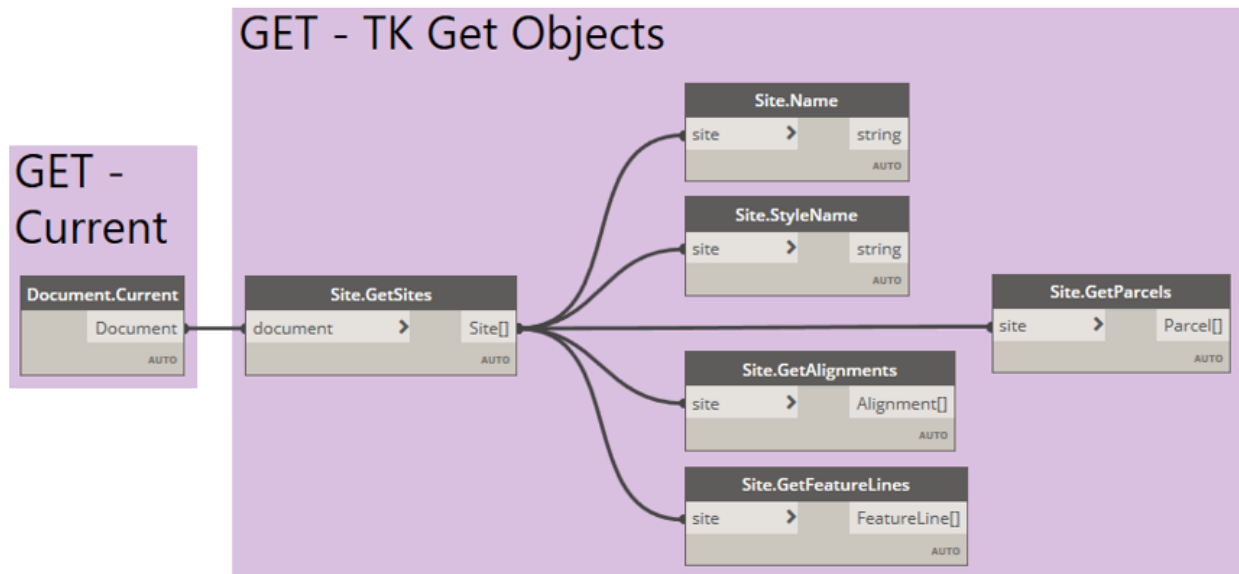 GET - TK Get Objects
GET -
Current
Document.Current
Document
AUTO
Site.GetSites
document > Site[]
AUTO
Site.Name
site > string
AUTO
Site.StyleName
site > string
AUTO
Site.GetParcels
site > Parcel[]
AUTO
Site.GetAlignments
site > Alignment[]
AUTO
Site.GetFeatureLines
site > FeatureLine[]
AUTO